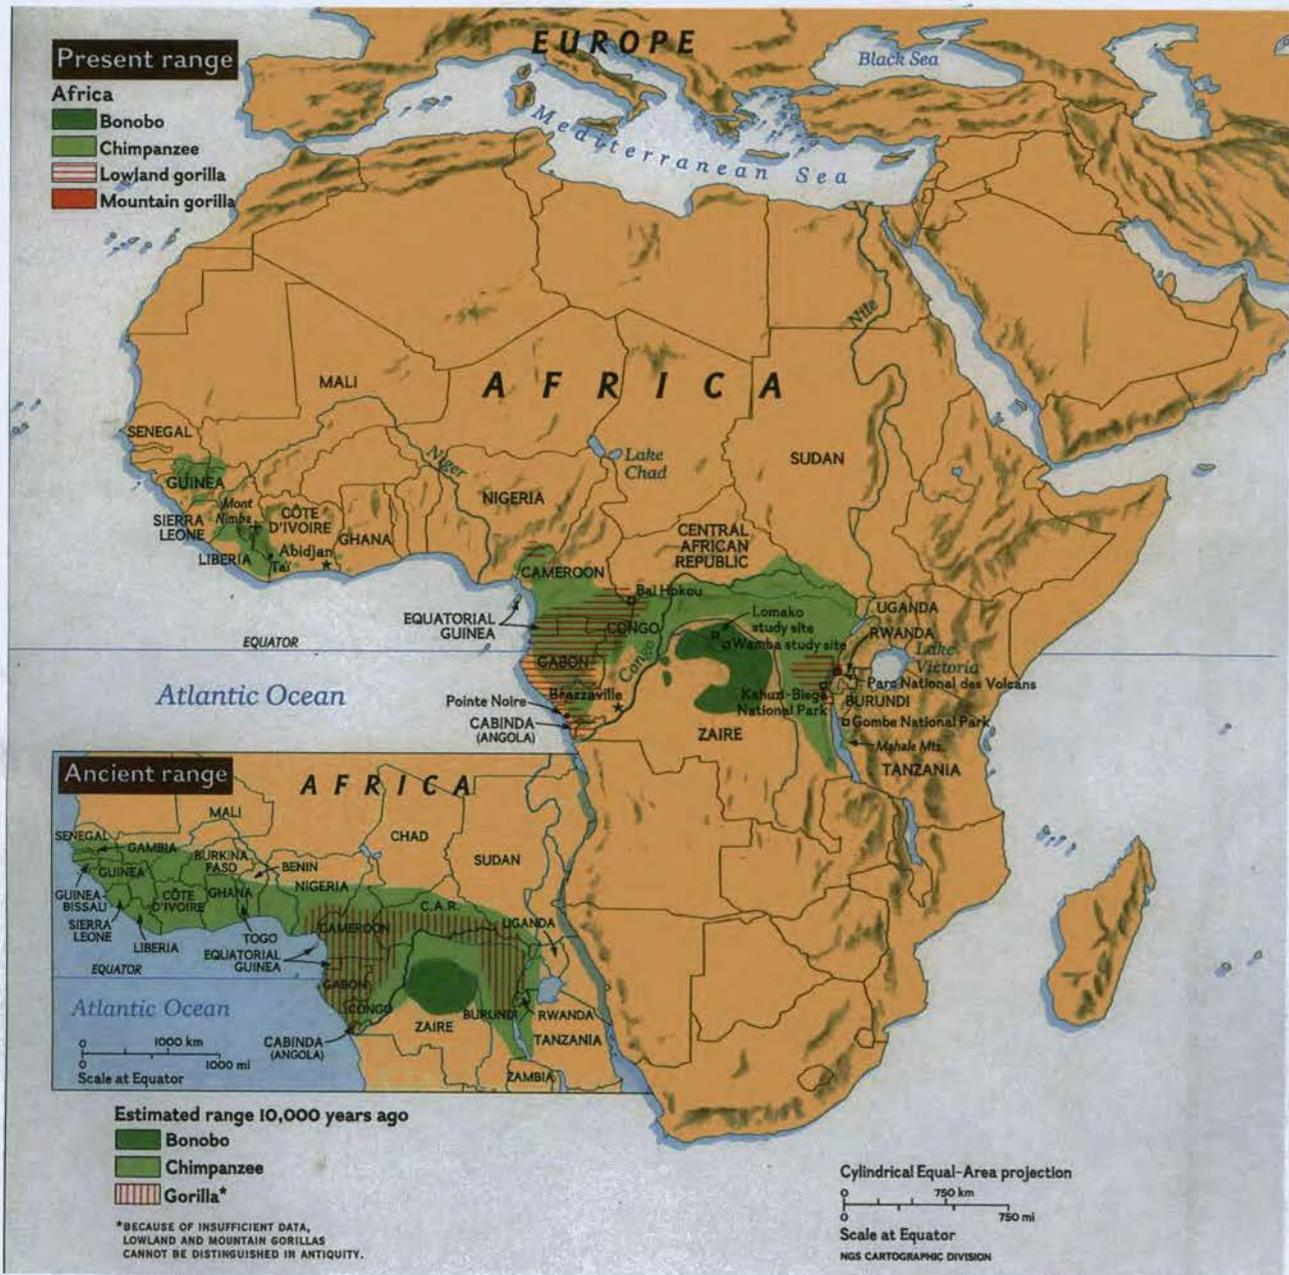 Present range
Africa
Bonobo
Chimpanzee
Lowland gorilla
Mountain gorilla
EUROPE
Black Sea
Mediterranean Sea
Nile
MALI
AFRICA
SENEGAL
Niger
Lake
Chad
SUDAN
GUINEA
NIGERIA
Mont
Nimba
CÔTE
D'IVOIRE
SIERRA
LEONE
GHANA
CENTRAL
AFRICAN
REPUBLIC
LIBERIA
Abidjan
Taï
CAMEROON
Bai Hokou
EQUATORIAL
GUINEA
CONGO
Lomako
study site
Wamba study site
UGANDA
RWANDA
EQUATOR
Lake
Victoria
GABON
Congo
Parc National des Volcans
Atlantic Ocean
Pointe Noire
Brazzaville
Kahuzi-Biega
National Park
BURUNDI
CABINDA
(ANGOLA)
Gombe National Park
ZAIRE
Mahale Mts.
TANZANIA
Ancient range
AFRICA
MALI
SENEGAL
GAMBIA
CHAD
BURKINA
FASO
BENIN
SUDAN
GUINEA
GUINEA-
BISSAU
CÔTE
D'IVOIRE
GHANA
NIGERIA
C.A.R.
SIERRA
LEONE
LIBERIA
TOGO
CAMEROON
UGANDA
EQUATORIAL
GUINEA
EQUATOR
GABON
Atlantic Ocean
CONGO
ZAIRE
BURUNDI
RWANDA
CABINDA
(ANGOLA)
TANZANIA
ZAMBIA
0 1000 km
0 1000 mi
Scale at Equator
Estimated range 10,000 years ago
Bonobo
Chimpanzee
Gorilla*
*BECAUSE OF INSUFFICIENT DATA,
LOWLAND AND MOUNTAIN GORILLAS
CANNOT BE DISTINGUISHED IN ANTIQUITY.
Cylindrical Equal-Area projection
0 750 km
0 750 mi
Scale at Equator
NGS CARTOGRAPHIC DIVISION